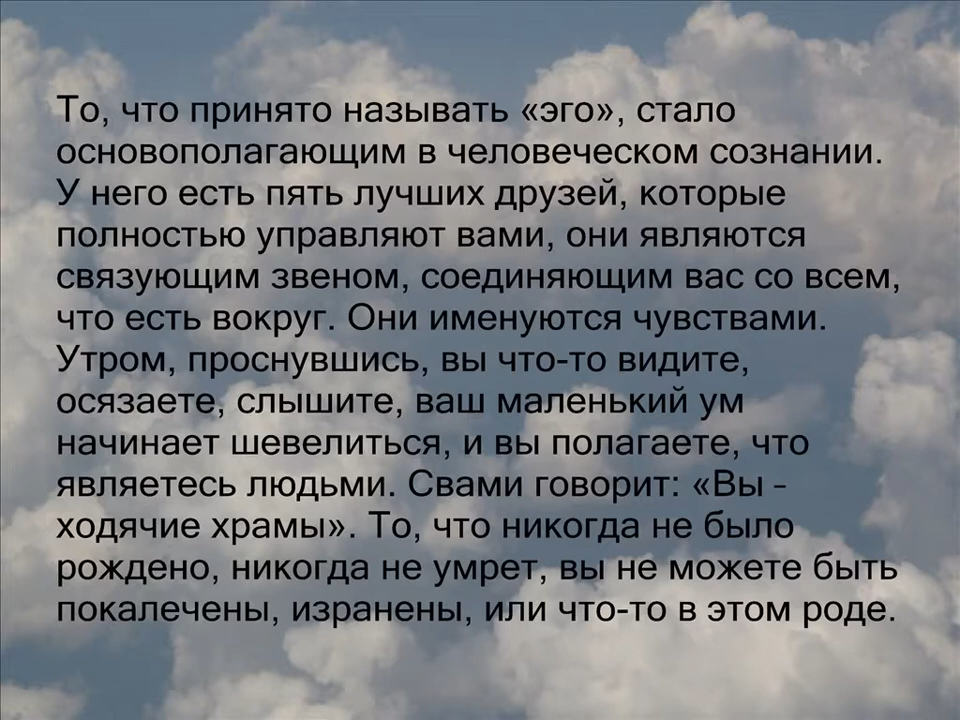 То, что принято называть «эго», стало
основополагающим в человеческом сознании.
У него есть пять лучших друзей, которые
полностью управляют вами, они являются
связующим звеном, соединяющим вас со всем,
что есть вокруг. Они именуются чувствами.
Утром, проснувшись, вы что-то видите,
осязаете, слышите, ваш маленький ум
начинает шевелиться, и вы полагаете, что
являетесь людьми. Свами говорит: «Вы –
ходячие храмы». То, что никогда не было
рождено, никогда не умрет, вы не можете быть
покалечены, изранены, или что-то в этом роде.